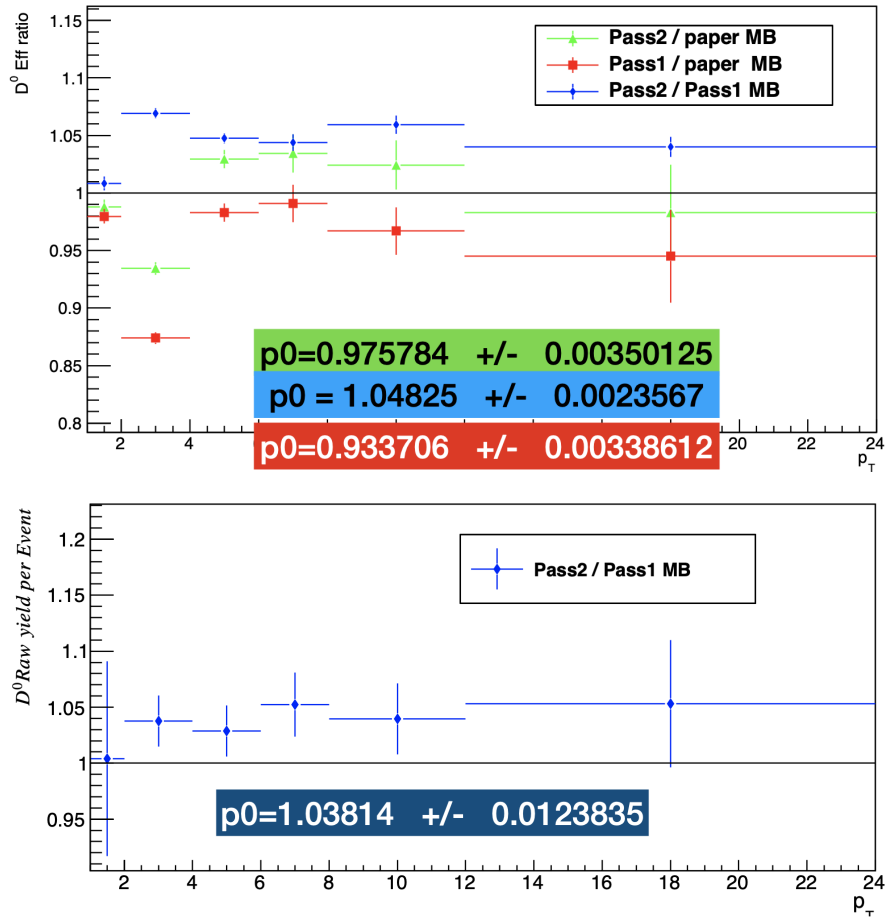 D⁰ Eff ratio
1.15
1.1
1.05
1
0.95
0.9
0.85
0.8
Pass2 / paper MB
Pass1 / paper MB
Pass2 / Pass1 MB
p0=0.975784 +/- 0.00350125
p0 = 1.04825 +/- 0.0023567
p0=0.933706 +/- 0.00338612
2 4 20 22 24
p_T
D⁰Raw yield per Event
1.2
1.15
1.1
1.05
1
0.95
Pass2 / Pass1 MB
p0=1.03814 +/- 0.0123835
2 4 6 8 10 12 14 16 18 20 22 24
p_T